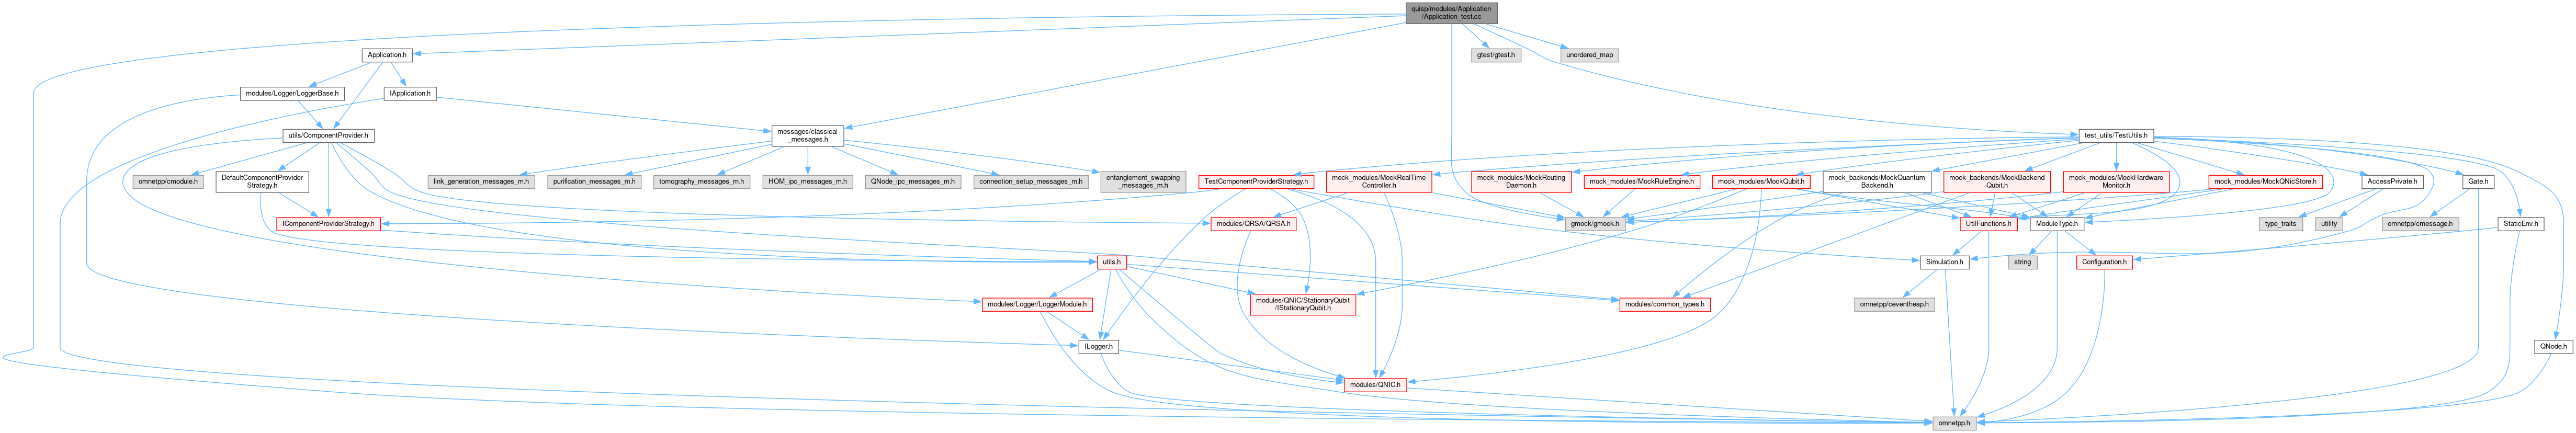 quisp/modules/Application
/Application_test.cc
Application.h
gtest/gtest.h
unordered_map
modules/Logger/LoggerBase.h
IApplication.h
utils/ComponentProvider.h
messages/classical
_messages.h
test_utils/TestUtils.h
omnetpp/cmodule.h
DefaultComponentProvider
Strategy.h
link_generation_messages_m.h
purification_messages_m.h
tomography_messages_m.h
HOM_ipc_messages_m.h
QNode_ipc_messages_m.h
connection_setup_messages_m.h
entanglement_swapping
_messages_m.h
TestComponentProviderStrategy.h
mock_modules/MockRealTime
Controller.h
mock_modules/MockRouting
Daemon.h
mock_modules/MockRuleEngine.h
mock_modules/MockQubit.h
mock_backends/MockQuantum
Backend.h
mock_backends/MockBackend
Qubit.h
mock_modules/MockHardware
Monitor.h
mock_modules/MockQNicStore.h
AccessPrivate.h
Gate.h
IComponentProviderStrategy.h
modules/QRSA/QRSA.h
gmock/gmock.h
UtilFunctions.h
ModuleType.h
type_traits
utility
omnetpp/cmessage.h
StaticEnv.h
utils.h
Simulation.h
string
Configuration.h
modules/Logger/LoggerModule.h
modules/QNIC/StationaryQubit
/IStationaryQubit.h
modules/common_types.h
omnetpp/ceventheap.h
ILogger.h
QNode.h
modules/QNIC.h
omnetpp.h